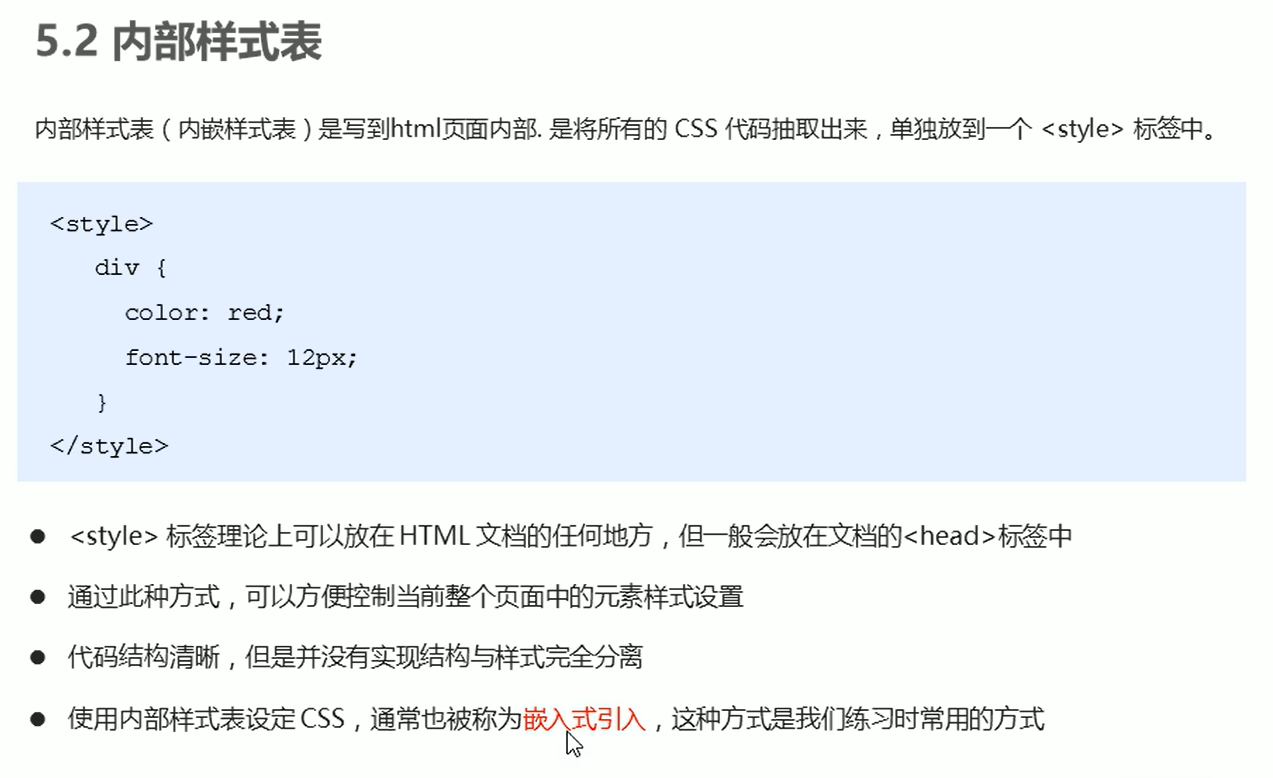 5.2 内部样式表
内部样式表（内嵌样式表）是写到html页面内部. 是将所有的 CSS 代码抽取出来，单独放到一个 <style> 标签中。
<style>
div {
color: red;
font-size: 12px;
}
</style>
● <style> 标签理论上可以放在 HTML 文档的任何地方，但一般会放在文档的<head>标签中
● 通过此种方式，可以方便控制当前整个页面中的元素样式设置
● 代码结构清晰，但是并没有实现结构与样式完全分离
● 使用内部样式表设定 CSS，通常也被称为嵌入式引入，这种方式是我们练习时常用的方式